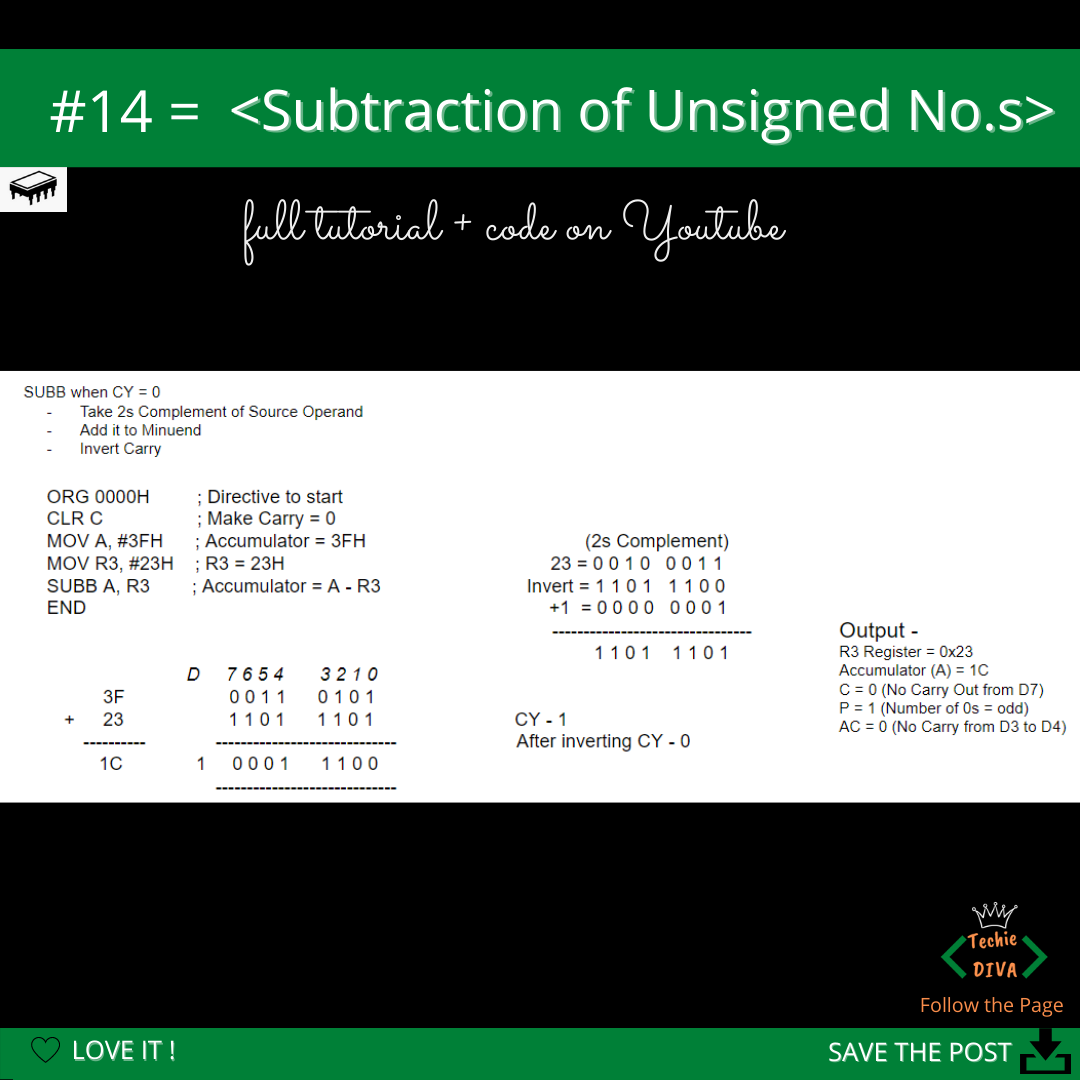 #14 = <Subtraction of Unsigned No.s>
full tutorial + code on Youtube
SUBB when CY = 0
- Take 2s Complement of Source Operand
- Add it to Minuend
- Invert Carry
ORG 0000H ; Directive to start
CLR C ; Make Carry = 0
MOV A, #3FH ; Accumulator = 3FH
MOV R3, #23H ; R3 = 23H
SUBB A, R3 ; Accumulator = A - R3
END
D 7 6 5 4 3 2 1 0
3F 0 0 1 1 0 1 0 1
+ 23 1 1 0 1 1 1 0 1
---------- -----------------------------
1C 1 0 0 0 1 1 1 0 0
-----------------------------
(2s Complement)
23 = 0 0 1 0 0 0 1 1
Invert = 1 1 0 1 1 1 0 0
+1 = 0 0 0 0 0 0 0 1
--------------------------------
1 1 0 1 1 1 0 1
CY - 1
After inverting CY - 0
Output -
R3 Register = 0x23
Accumulator (A) = 1C
C = 0 (No Carry Out from D7)
P = 1 (Number of 0s = odd)
AC = 0 (No Carry from D3 to D4)
Techie
DIVA
Follow the Page
LOVE IT !
SAVE THE POST